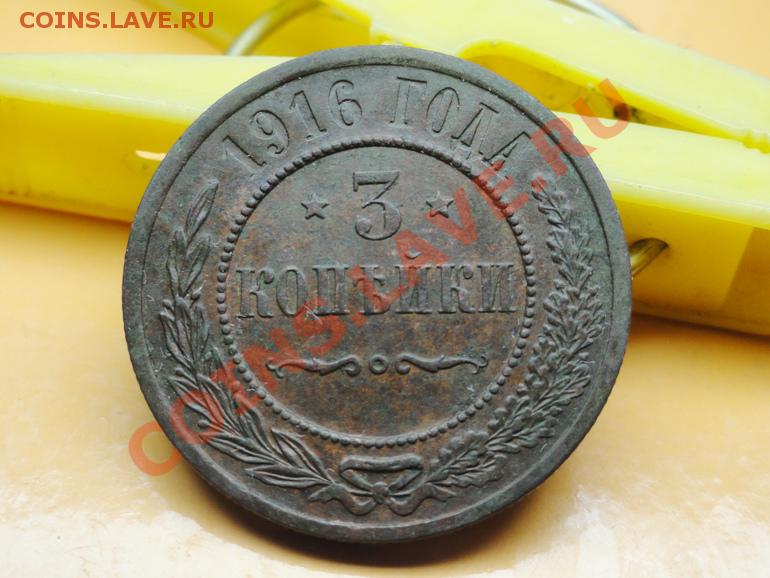 COINS.LAVE.RU
1916 ГОДА
3
КОПѢЙКИ
COINS.LAVE.RU